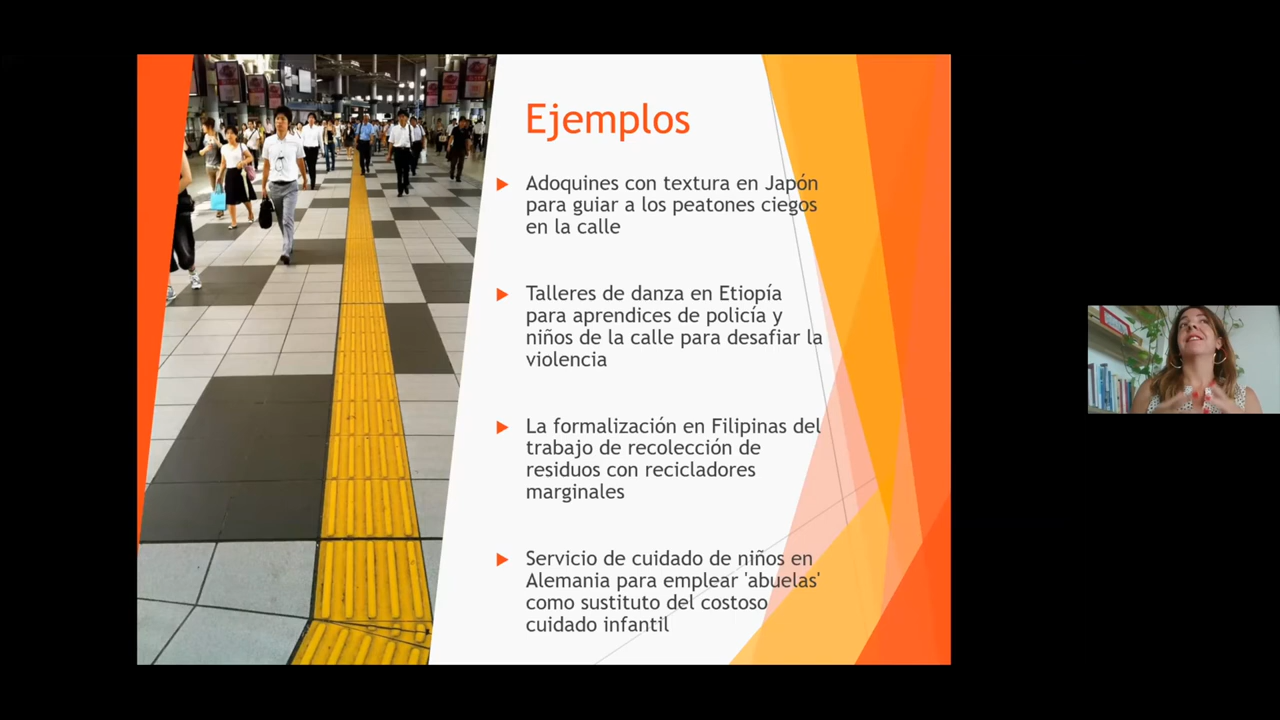 Ejemplos
Adoquines con textura en Japón
para guiar a los peatones ciegos
en la calle
Talleres de danza en Etiopía
para aprendices de policía y
niños de la calle para desafiar la
violencia
La formalización en Filipinas del
trabajo de recolección de
residuos con recicladores
marginales
Servicio de cuidado de niños en
Alemania para emplear 'abuelas'
como sustituto del costoso
cuidado infantil